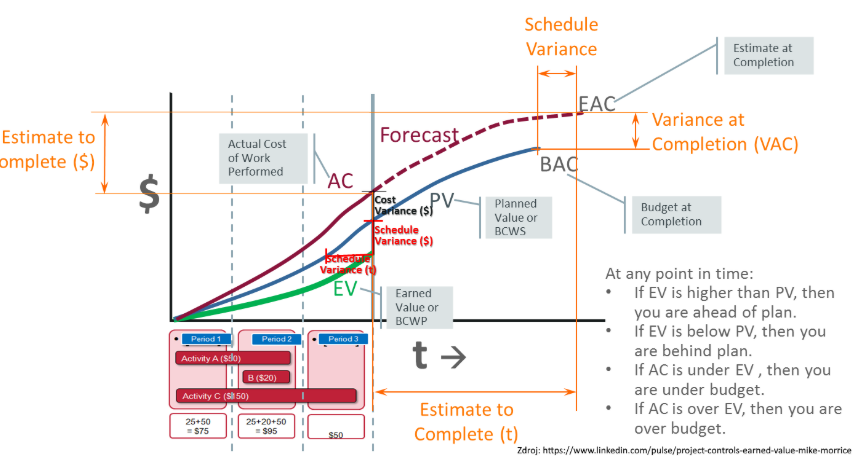 Schedule
Variance
Estimate at
Completion
EAC
Estimate to
omplete ($)
Forecast
Variance at
Completion (VAC)
Actual Cost
of Work
Performed
AC
BAC
$
Cost
Variance ($)
PV
Planned
Value or
BCWS
Budget at
Completion
Schedule
Variance ($)
Schedule
Variance (t)
EV
Earned
Value or
BCWP
At any point in time:
• If EV is higher than PV, then
you are ahead of plan.
• If EV is below PV, then you
are behind plan.
• If AC is under EV , then you
are under budget.
• If AC is over EV, then you are
over budget.
Period 1
Period 2
Period 3
t →
Activity A ($50)
B ($20)
Activity C ($150)
25+50
= $75
25+20+50
= $95
$50
Estimate to
Complete (t)
Zdroj: https://www.linkedin.com/pulse/project-controls-earned-value-mike-morrice